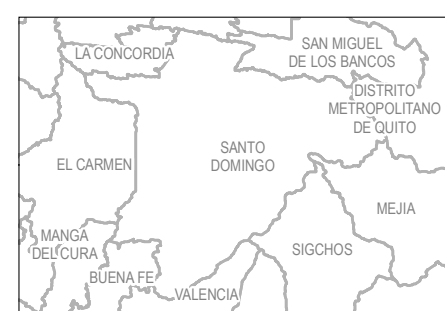 LA CONCORDIA
SAN MIGUEL
DE LOS BANCOS
DISTRITO
METROPOLITANO
DE QUITO
SANTO
DOMINGO
EL CARMEN
MEJIA
MANGA
DEL CURA
SIGCHOS
BUENA FE
VALENCIA